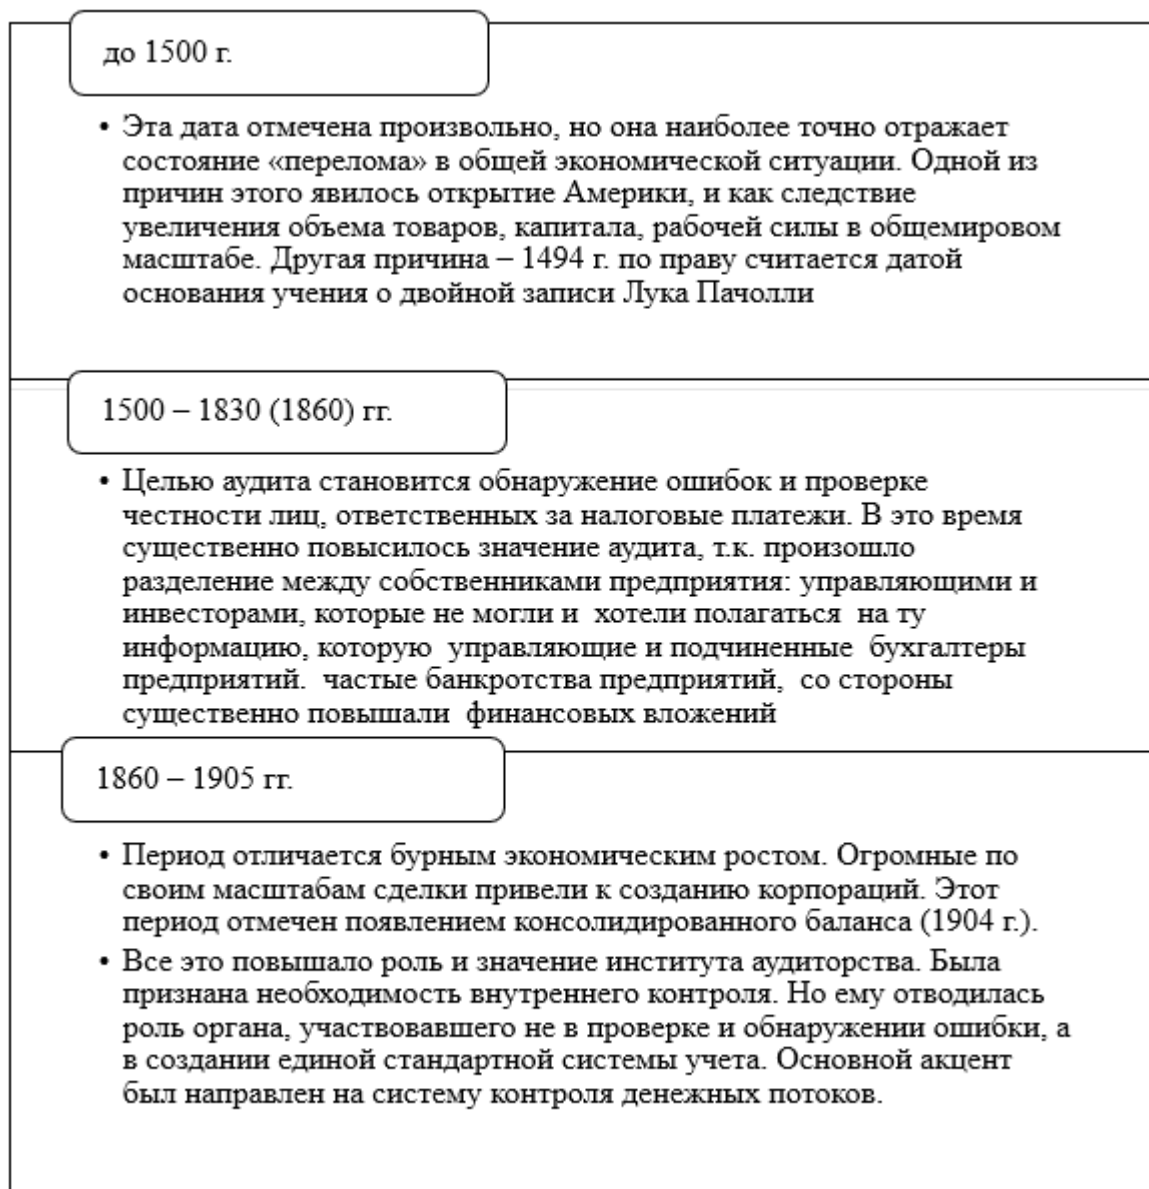 до 1500 г.
• Эта дата отмечена произвольно, но она наиболее точно отражает
состояние «перелома» в общей экономической ситуации. Одной из
причин этого явилось открытие Америки, и как следствие
увеличения объема товаров, капитала, рабочей силы в общемировом
масштабе. Другая причина – 1494 г. по праву считается датой
основания учения о двойной записи Лука Пачолли
1500 – 1830 (1860) гг.
• Целью аудита становится обнаружение ошибок и проверке
честности лиц, ответственных за налоговые платежи. В это время
существенно повысилось значение аудита, т.к. произошло
разделение между собственниками предприятия: управляющими и
инвесторами, которые не могли и хотели полагаться на ту
информацию, которую управляющие и подчиненные бухгалтеры
предприятий. частые банкротства предприятий, со стороны
существенно повышали финансовых вложений
1860 – 1905 гг.
• Период отличается бурным экономическим ростом. Огромные по
своим масштабам сделки привели к созданию корпораций. Этот
период отмечен появлением консолидированного баланса (1904 г.).
• Все это повышало роль и значение института аудиторства. Была
признана необходимость внутреннего контроля. Но ему отводилась
роль органа, участвовавшего не в проверке и обнаружении ошибки, а
в создании единой стандартной системы учета. Основной акцент
был направлен на систему контроля денежных потоков.